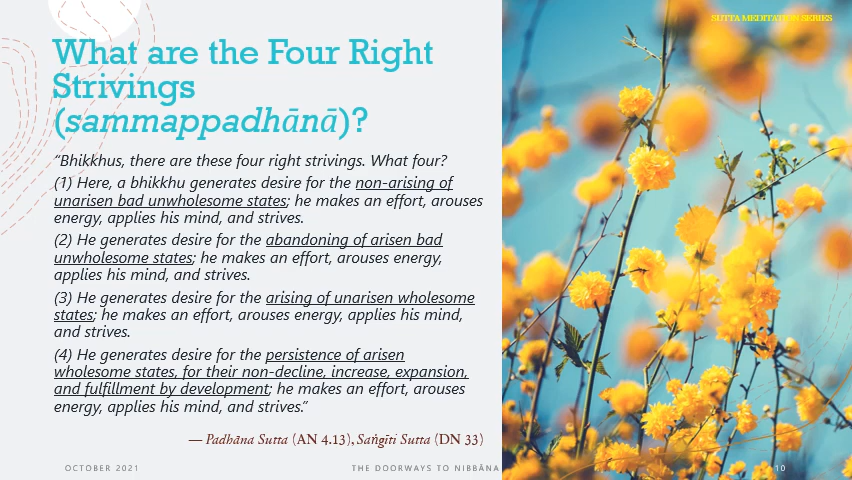 SUTTA MEDITATION SERIES
What are the Four Right
Strivings
(sammappadhānā)?
“Bhikkhus, there are these four right strivings. What four?
(1) Here, a bhikkhu generates desire for the non-arising of
unarisen bad unwholesome states; he makes an effort, arouses
energy, applies his mind, and strives.
(2) He generates desire for the abandoning of arisen bad
unwholesome states; he makes an effort, arouses energy,
applies his mind, and strives.
(3) He generates desire for the arising of unarisen wholesome
states; he makes an effort, arouses energy, applies his mind,
and strives.
(4) He generates desire for the persistence of arisen
wholesome states, for their non-decline, increase, expansion,
and fulfillment by development; he makes an effort, arouses
energy, applies his mind, and strives.”
— Padhāna Sutta (AN 4.13), Saṅgīti Sutta (DN 33)
OCTOBER 2021
THE DOORWAYS TO NIBBĀNA
10